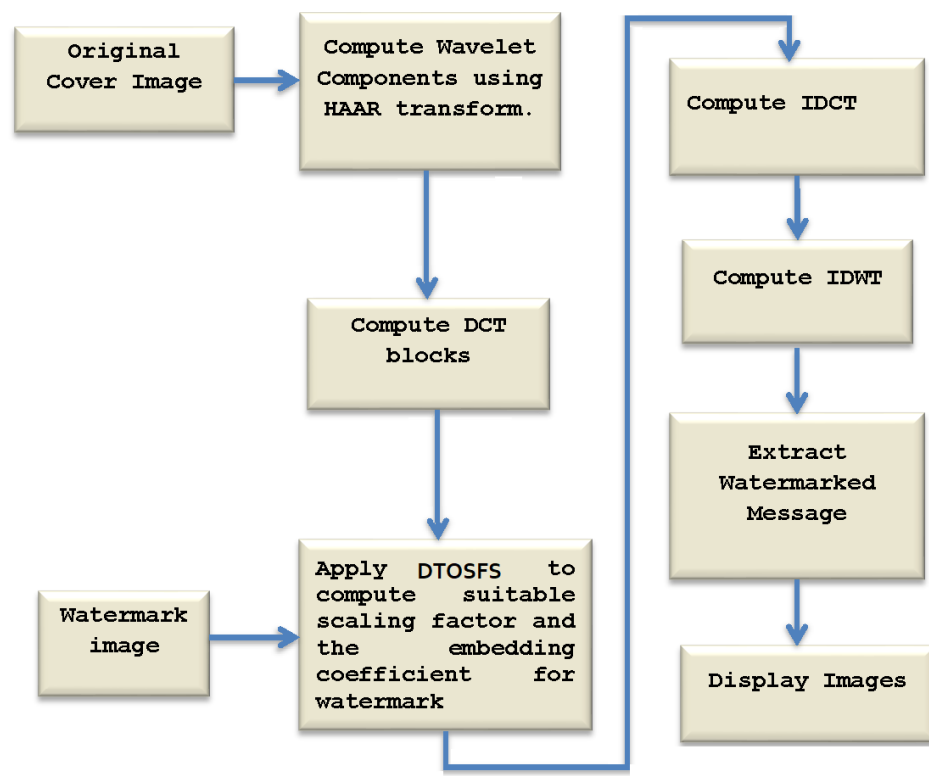 Original
Cover Image
Compute Wavelet
Components using
HAAR transform.
Compute DCT
blocks
Watermark
image
Apply DTOSFS to
compute suitable
scaling factor and
the embedding
coefficient for
watermark
Compute IDCT
Compute IDWT
Extract
Watermarked
Message
Display Images